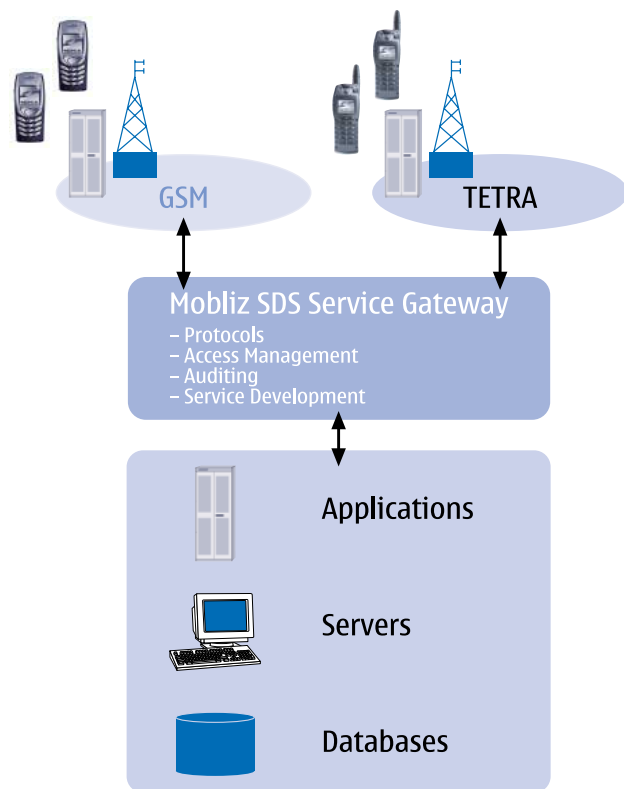 GSM
TETRA
Mobliz SDS Service Gateway
– Protocols
– Access Management
– Auditing
– Service Development
Applications
Servers
Databases